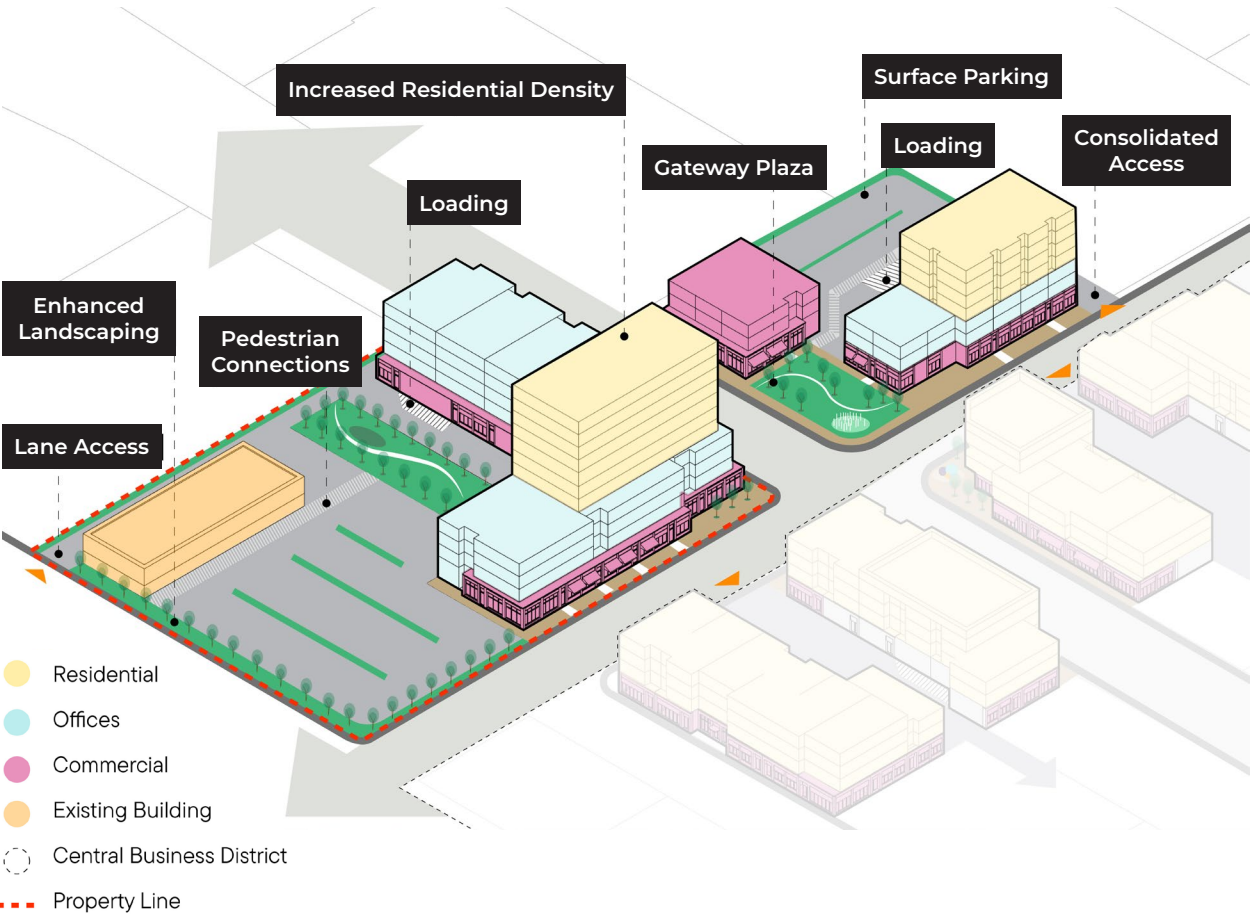 Increased Residential Density
Surface Parking
Loading
Consolidated
Access
Gateway Plaza
Loading
Enhanced
Landscaping
Pedestrian
Connections
Lane Access
Residential
Offices
Commercial
Existing Building
Central Business District
Property Line